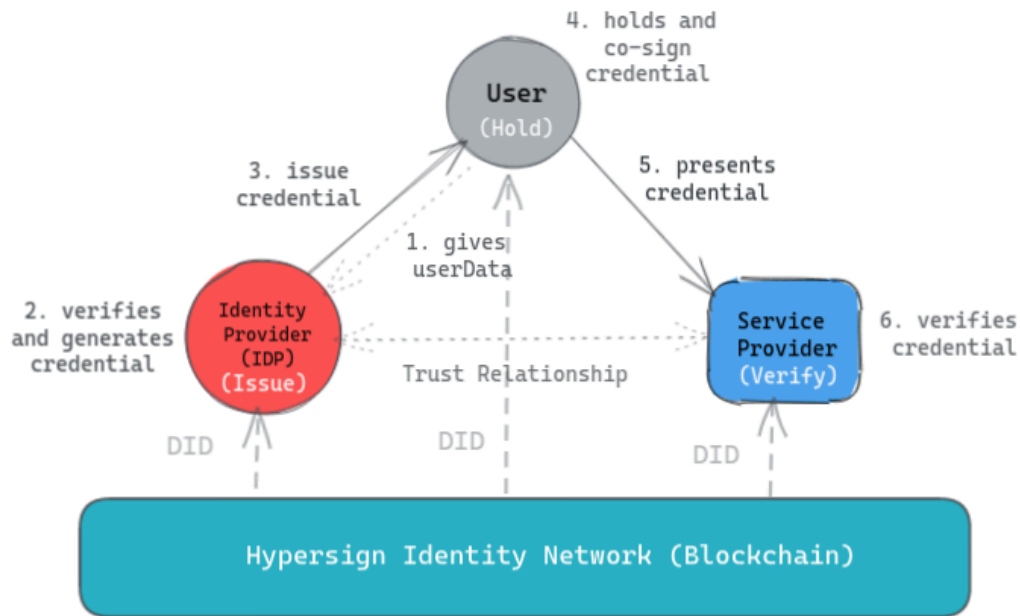 4. holds and
co-sign
credential
User
(Hold)
3. issue
credential
5. presents
credential
1. gives
userData
2. verifies
and generates
credential
Identity
Provider
(IDP)
(Issue)
Trust Relationship
Service
Provider
(Verify)
6. verifies
credential
DID
DID
DID
Hypersign Identity Network (Blockchain)